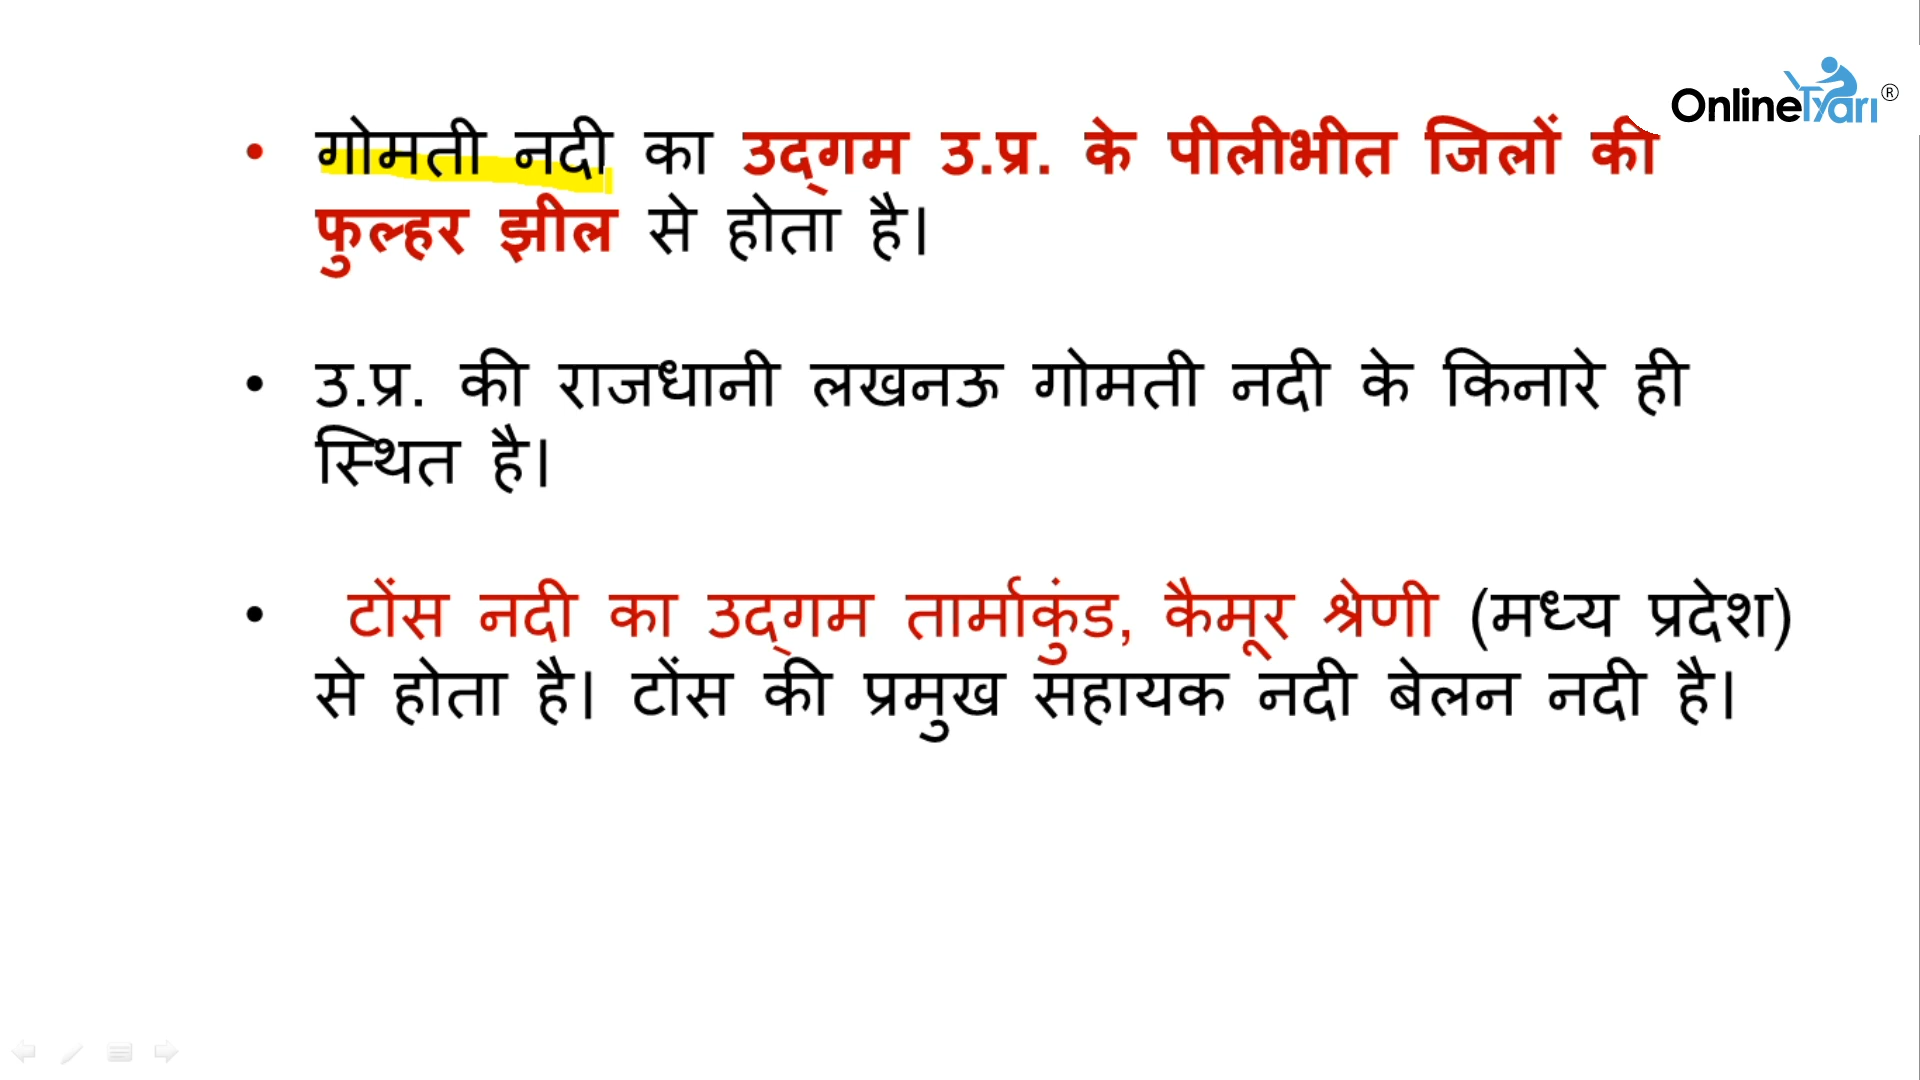 OnlineTyari®
• गोमती नदी का उद्गम उ.प्र. के पीलीभीत जिलों की
फुल्हर झील से होता है।
• उ.प्र. की राजधानी लखनऊ गोमती नदी के किनारे ही
स्थित है।
• टोंस नदी का उद्गम तार्माकुंड, कैमूर श्रेणी (मध्य प्रदेश)
से होता है। टोंस की प्रमुख सहायक नदी बेलन नदी है।